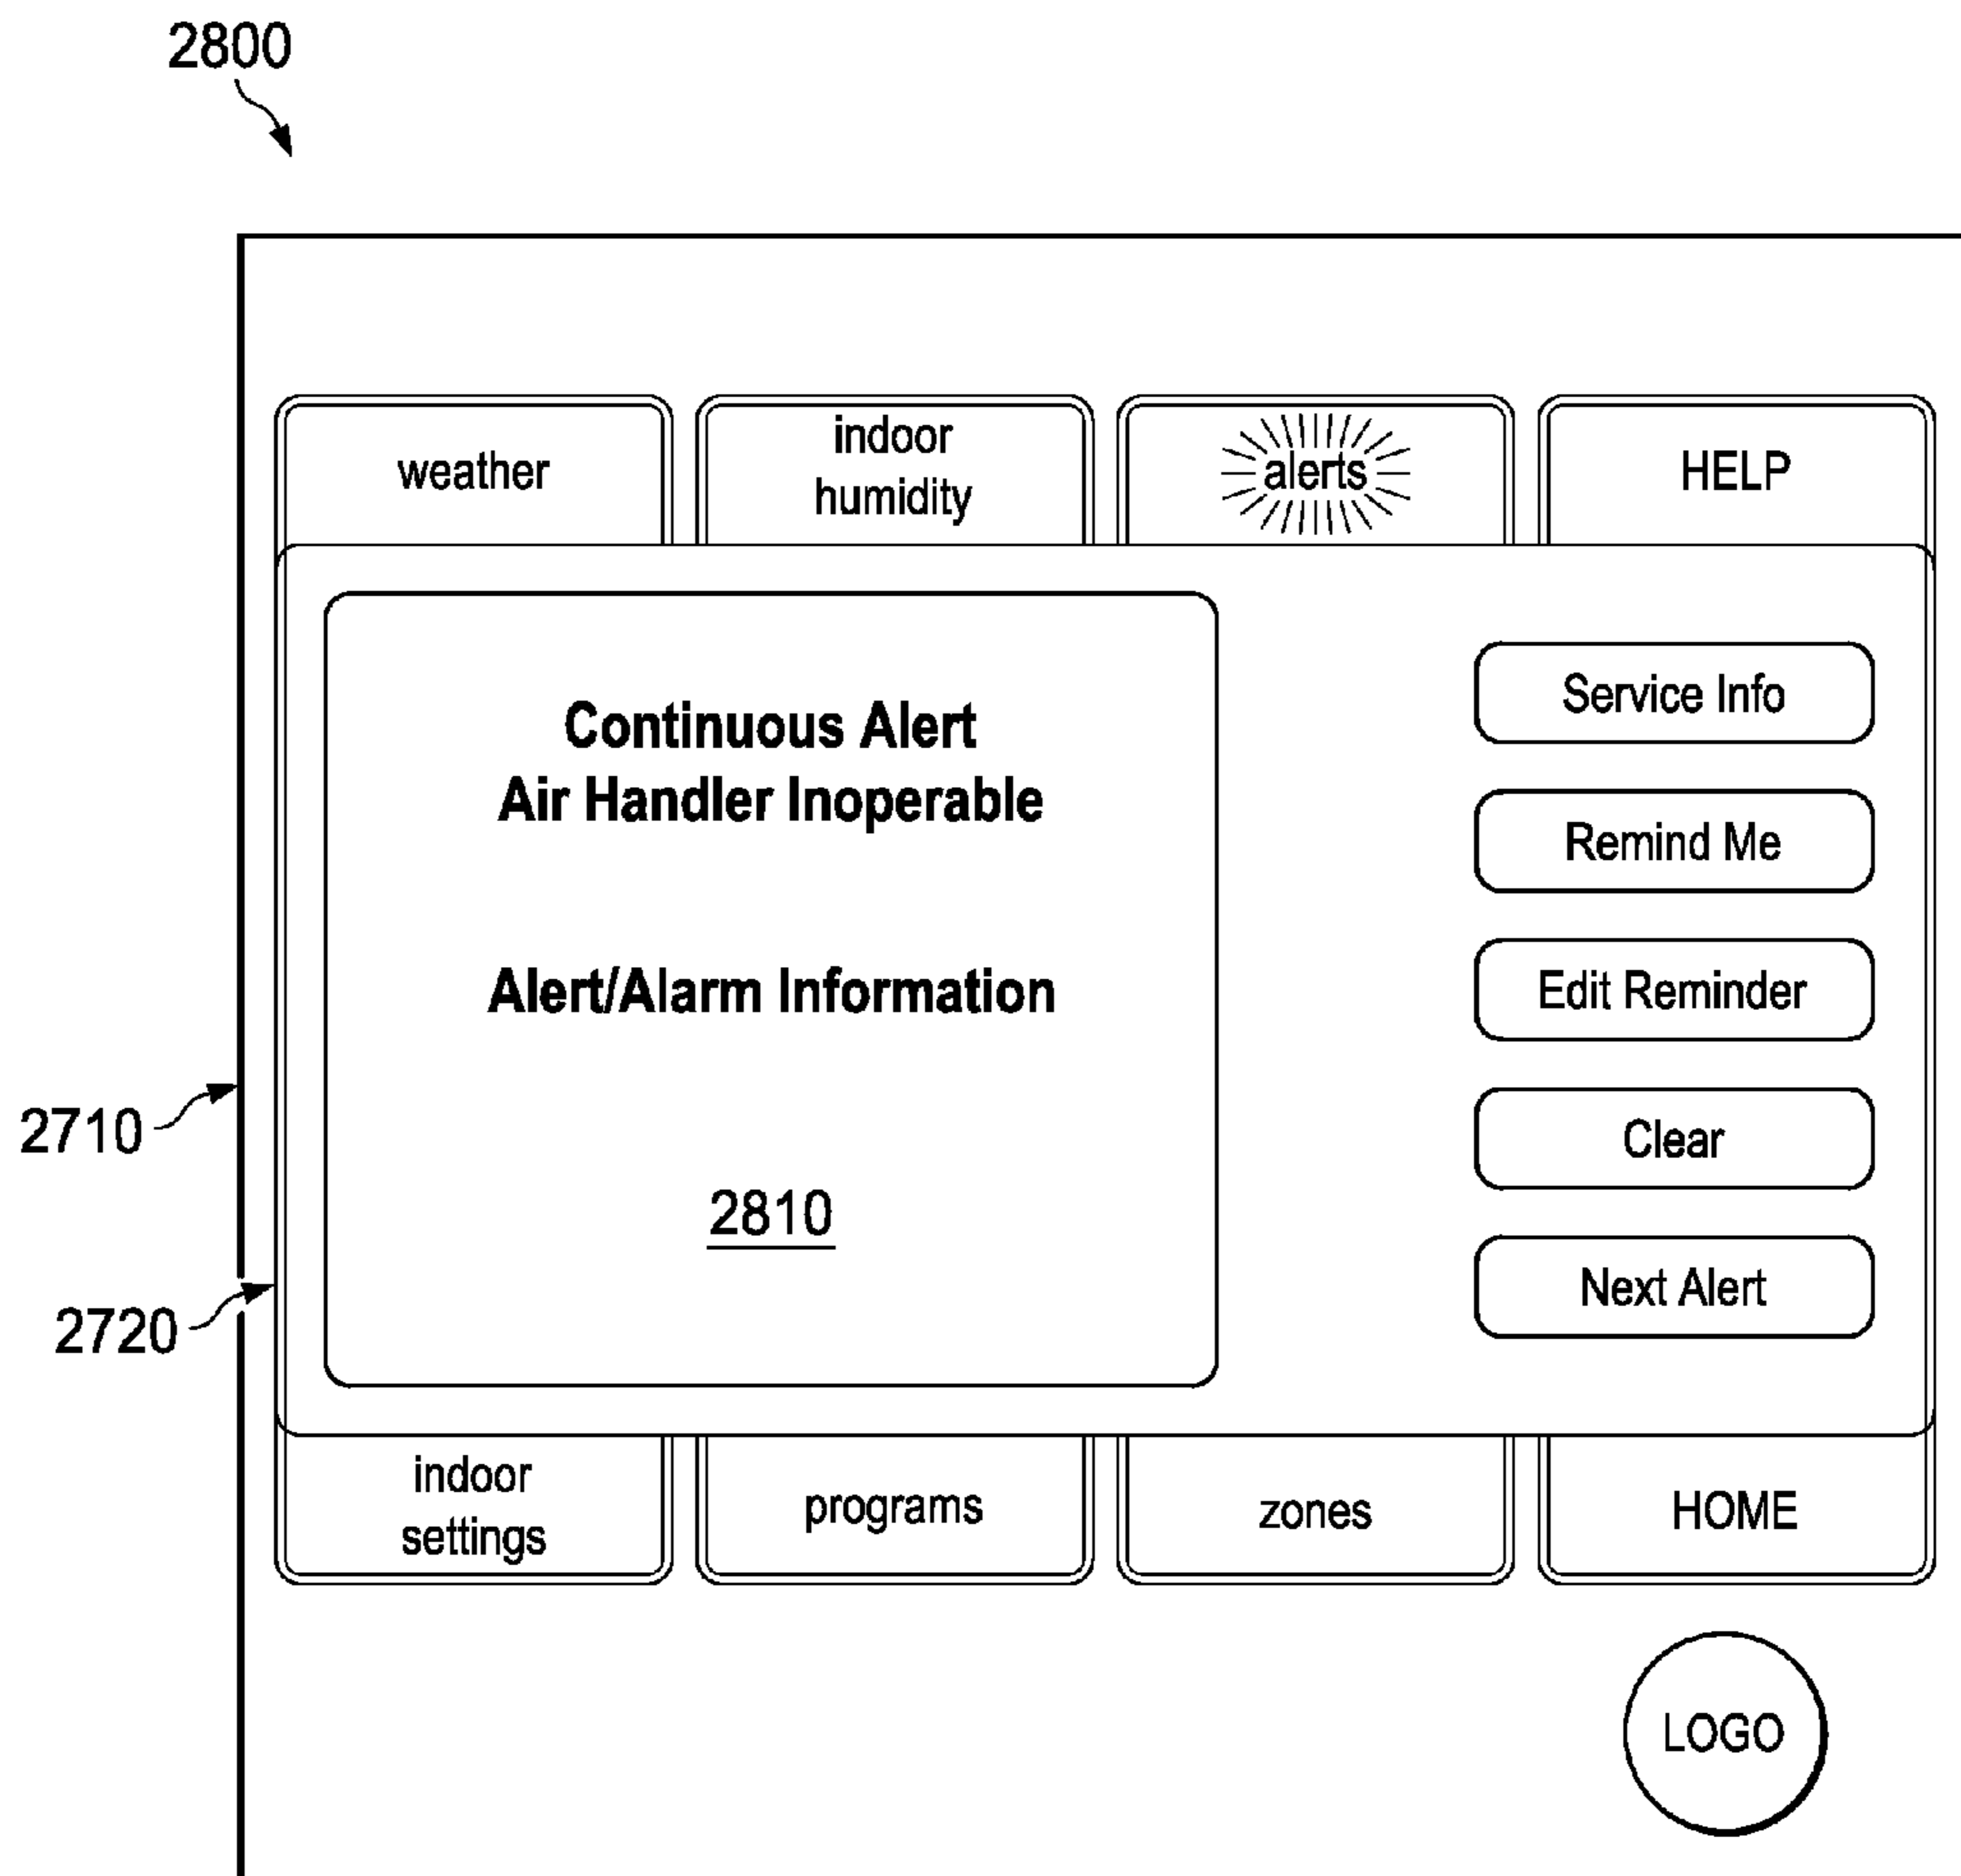 2800
weather
indoor
humidity
alerts
HELP
Continuous Alert
Air Handler Inoperable
Alert/Alarm Information
2810
Service Info
Remind Me
Edit Reminder
Clear
Next Alert
2710
2720
indoor
settings
programs
zones
HOME
LOGO